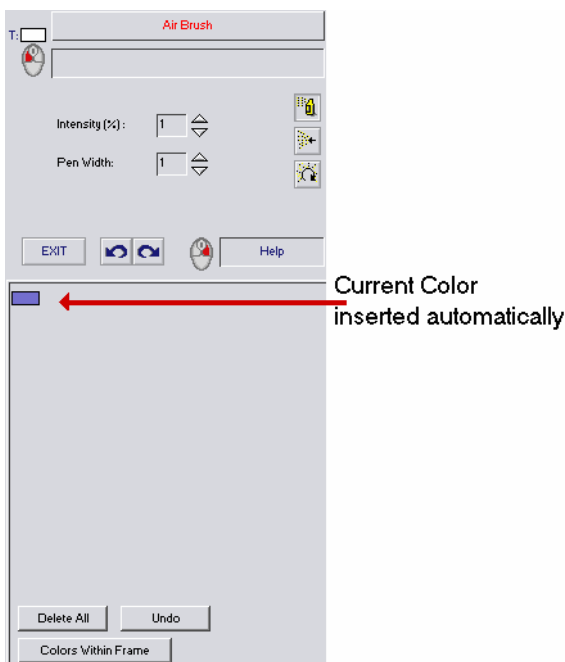 T:
Air Brush
Intensity (%) :
1
Pen Width:
1
EXIT
Help
Current Color
inserted automatically
Delete All
Undo
Colors Within Frame